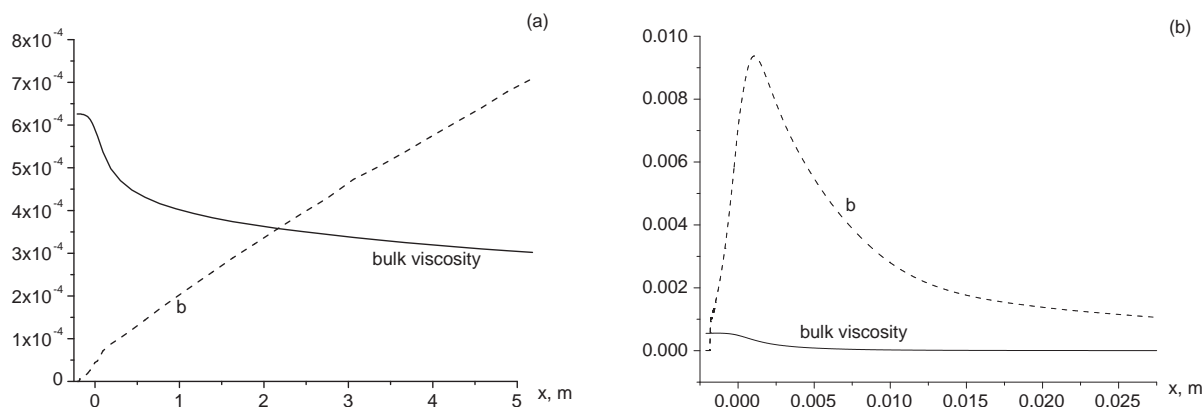 (a)
8x10-4
7x10-4
6x10-4
5x10-4
4x10-4
3x10-4
2x10-4
1x10-4
0
bulk viscosity
b
0 1 2 3 4 5 x, m
(b)
0.010
0.008
0.006
0.004
0.002
0.000
b
bulk viscosity
0.000 0.005 0.010 0.015 0.020 0.025 x, m